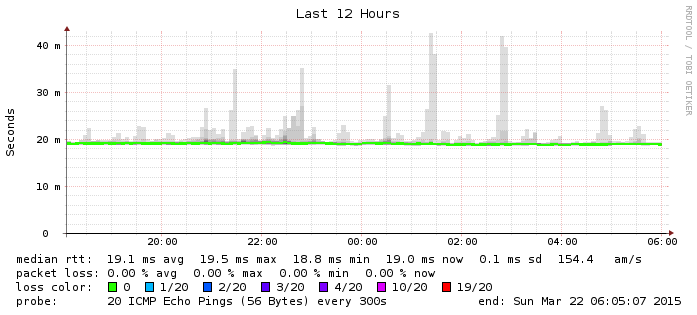 Last 12 Hours
RRDTOOL / TOBI OETIKER
Seconds
40 m
30 m
20 m
10 m
0
20:00 22:00 00:00 02:00 04:00 06:00
median rtt: 19.1 ms avg 19.5 ms max 18.8 ms min 19.0 ms now 0.1 ms sd 154.4 am/s
packet loss: 0.00 % avg 0.00 % max 0.00 % min 0.00 % now
loss color: 0 1/20 2/20 3/20 4/20 10/20 19/20
probe: 20 ICMP Echo Pings (56 Bytes) every 300s end: Sun Mar 22 06:05:07 2015